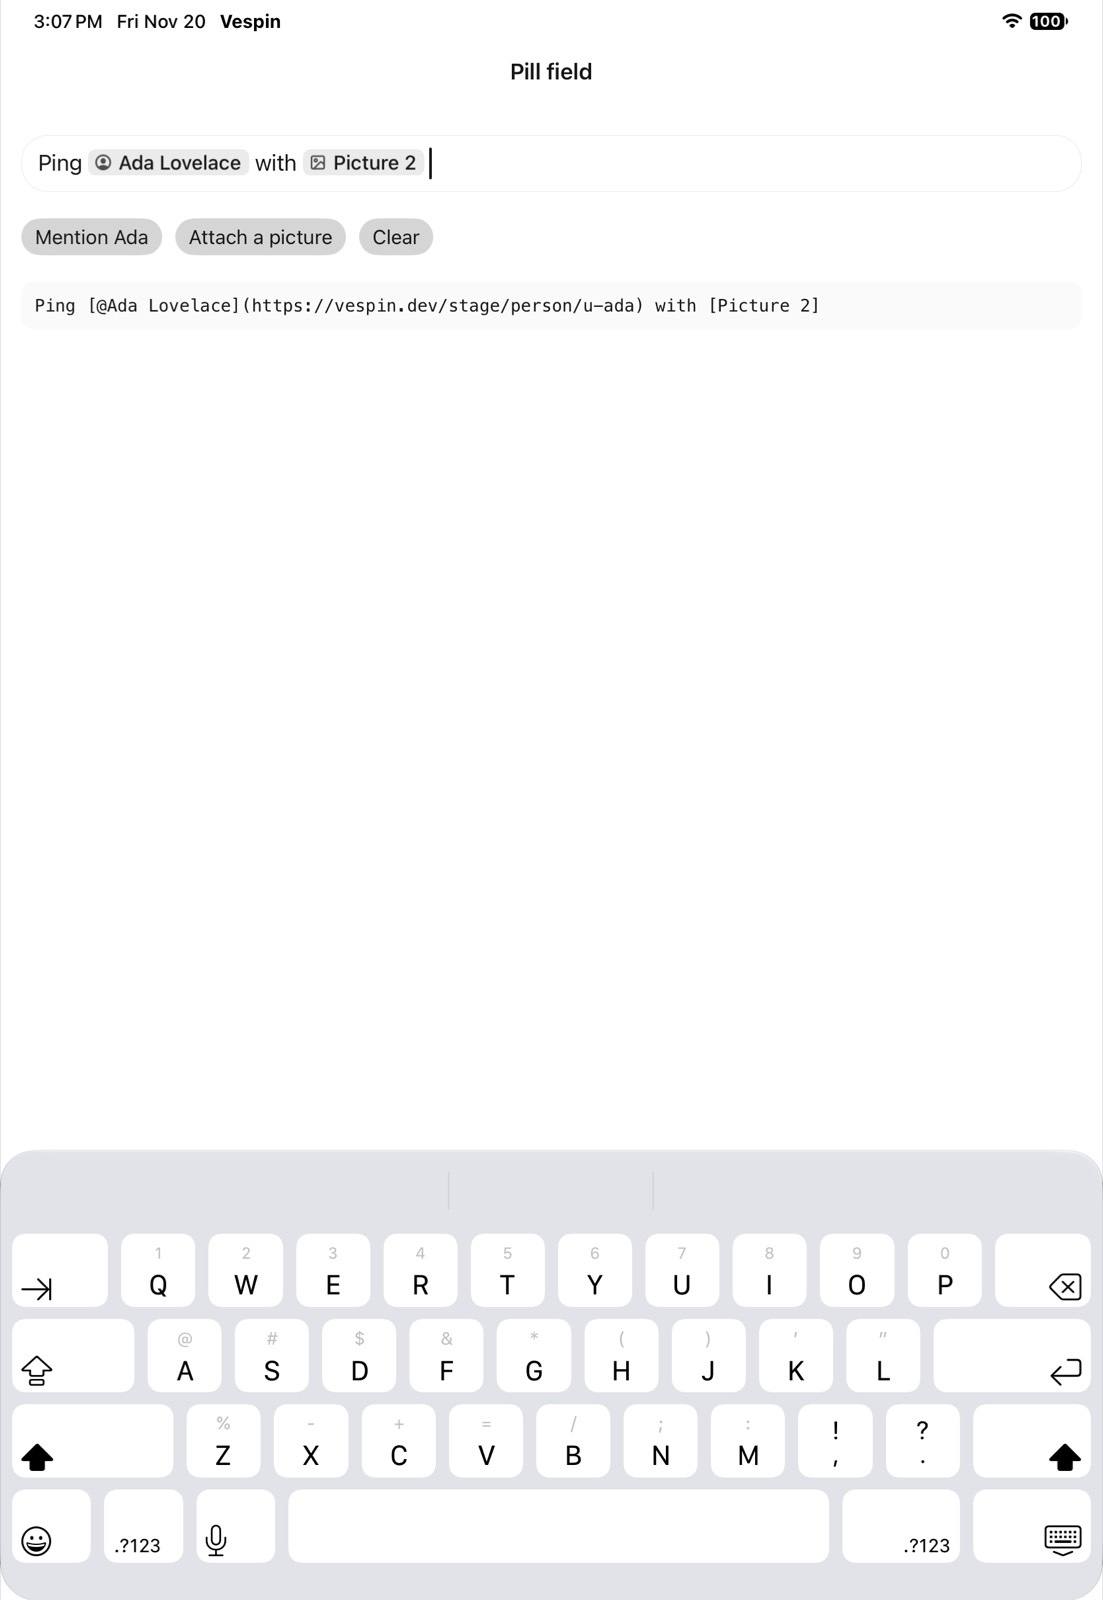 3:07 PM Fri Nov 20 Vespin 100
Pill field
Ping Ada Lovelace with Picture 2
Mention Ada Attach a picture Clear
Ping [@Ada Lovelace](https://vespin.dev/stage/person/u-ada) with [Picture 2]
1 2 3 4 5 6 7 8 9 0
Q W E R T Y U I O P
@ # $ & * ( ) ' "
A S D F G H J K L
% - + = / ; : ! ?
Z X C V B N M , .
.?123 .?123